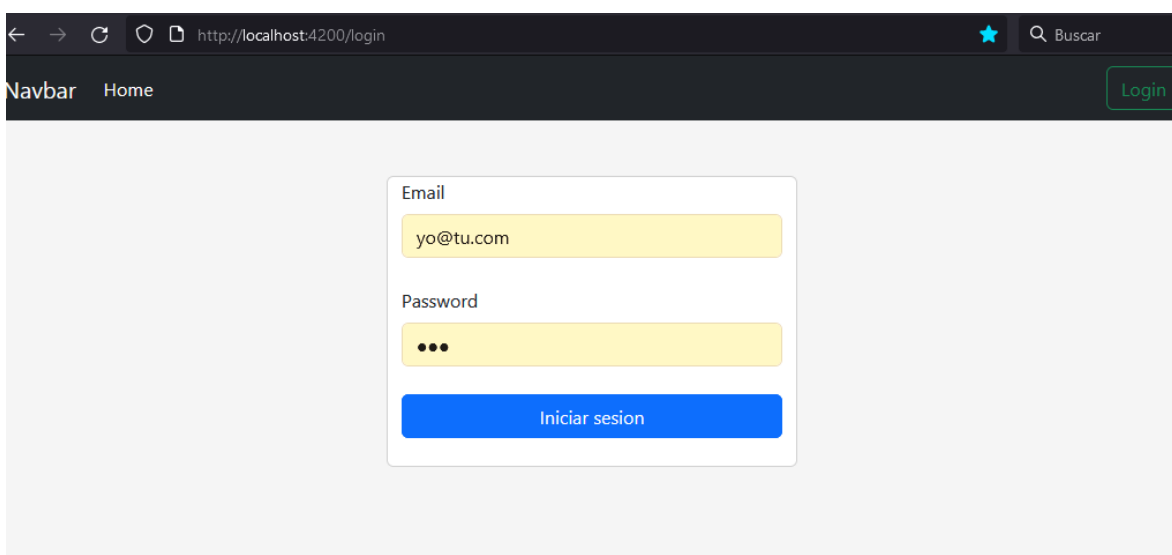 http://localhost:4200/login
Buscar
Navbar Home Login
Email
yo@tu.com
Password
●●●
Iniciar sesion